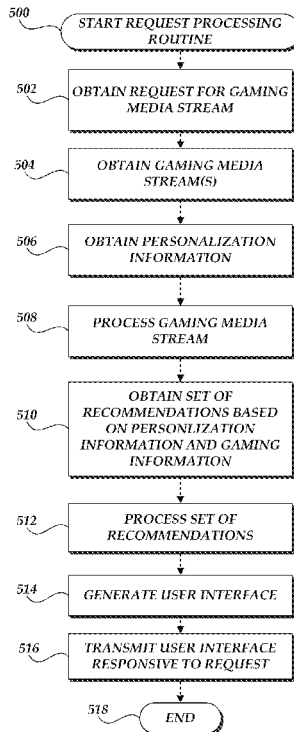 500
START REQUEST PROCESSING
ROUTINE
502
OBTAIN REQUEST FOR GAMING
MEDIA STREAM
504
OBTAIN GAMING MEDIA
STREAM(S)
506
OBTAIN PERSONALIZATION
INFORMATION
508
PROCESS GAMING MEDIA
STREAM
510
OBTAIN SET OF
RECOMMENDATIONS BASED
ON PERSONLIZATION
INFORMATION AND GAMING
INFORMATION
512
PROCESS SET OF
RECOMMENDATIONS
514
GENERATE USER INTERFACE
516
TRANSMIT USER INTERFACE
RESPONSIVE TO REQUEST
518
END